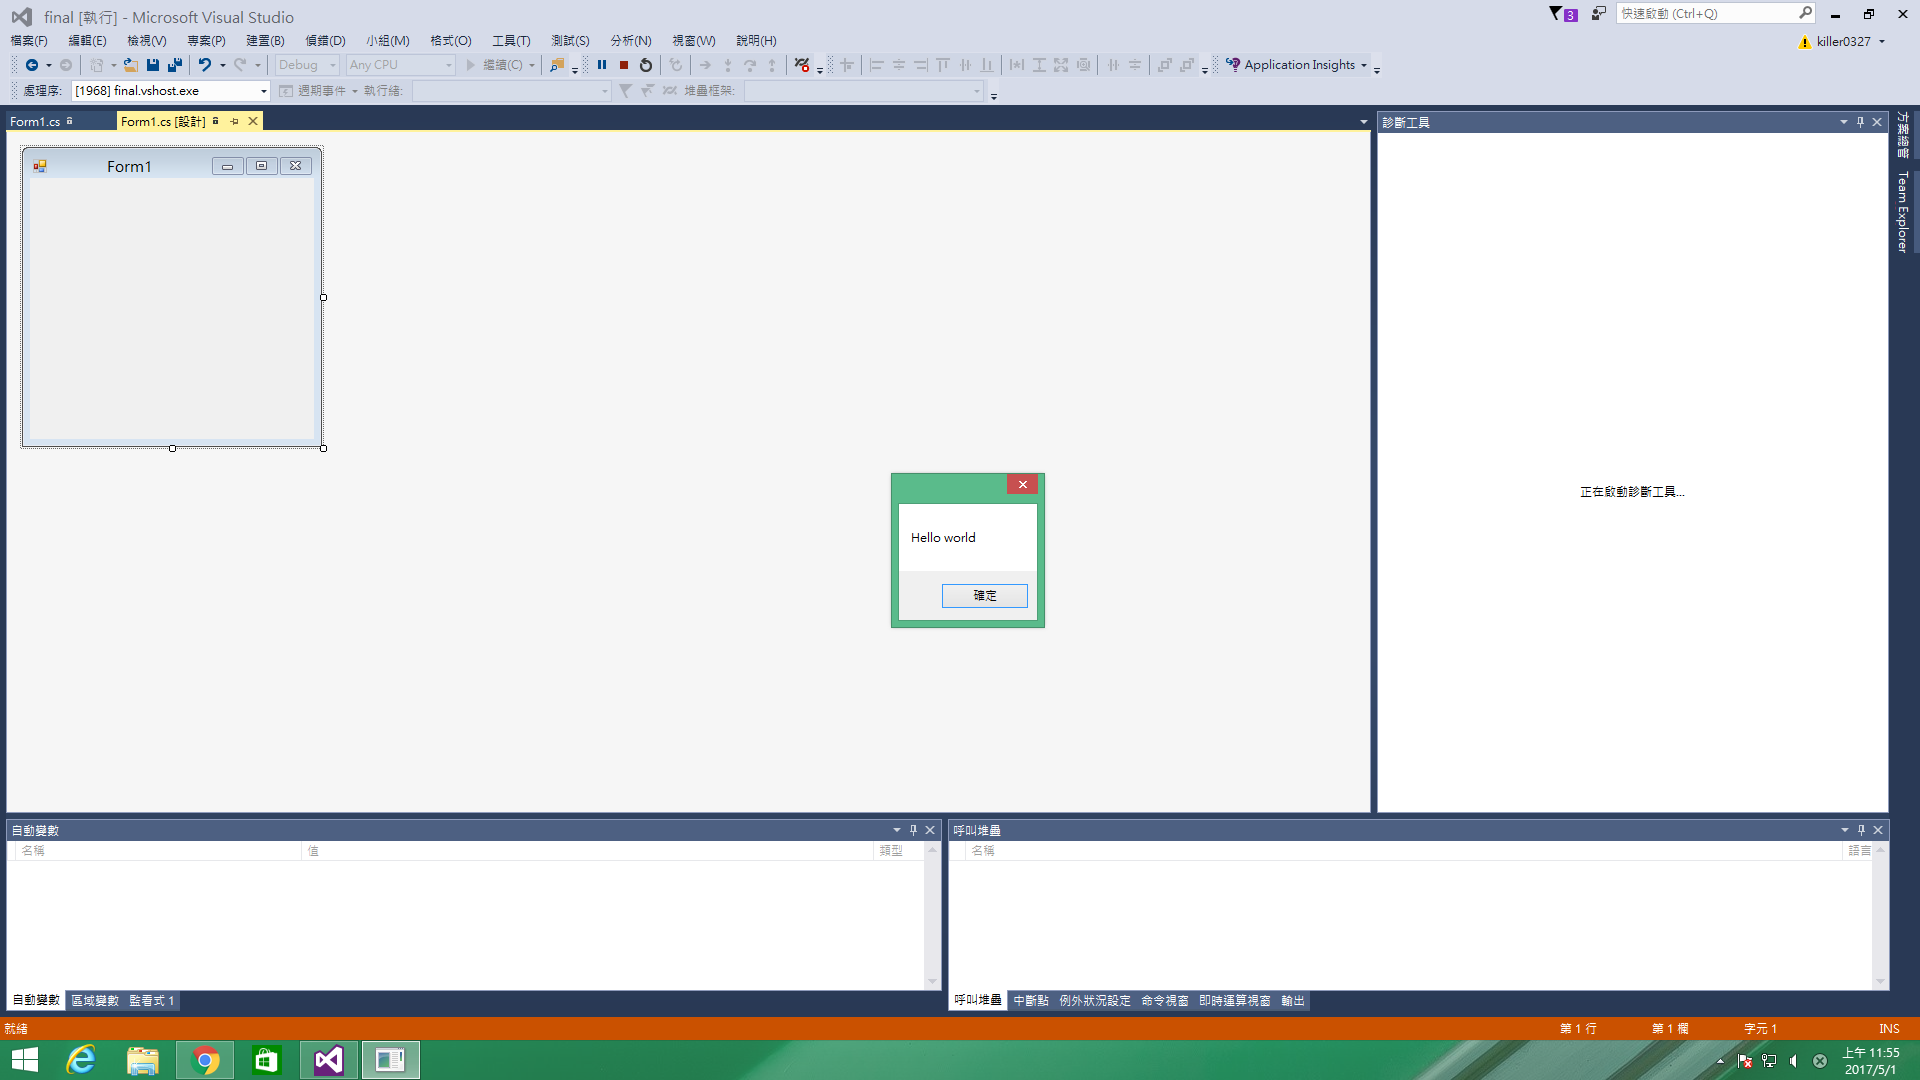 final [執行] - Microsoft Visual Studio
3
快速啟動 (Ctrl+Q)
檔案(F) 編輯(E) 檢視(V) 專案(P) 建置(B) 偵錯(D) 小組(M) 格式(O) 工具(T) 測試(S) 分析(N) 視窗(W) 說明(H)
killer0327
Debug Any CPU 繼續(C) Application Insights
處理序: [1968] final.vshost.exe 週期事件 執行緒: 堆疊框架:
Form1.cs Form1.cs [設計]
診斷工具
方案總管
Team Explorer
Form1
Hello world
確定
正在啟動診斷工具...
自動變數
名稱 值 類型
呼叫堆疊
名稱 語言
自動變數 區域變數 監看式 1
呼叫堆疊 中斷點 例外狀況設定 命令視窗 即時運算視窗 輸出
就緒
第 1 行 第 1 欄 字元 1 INS
上午 11:55
2017/5/1